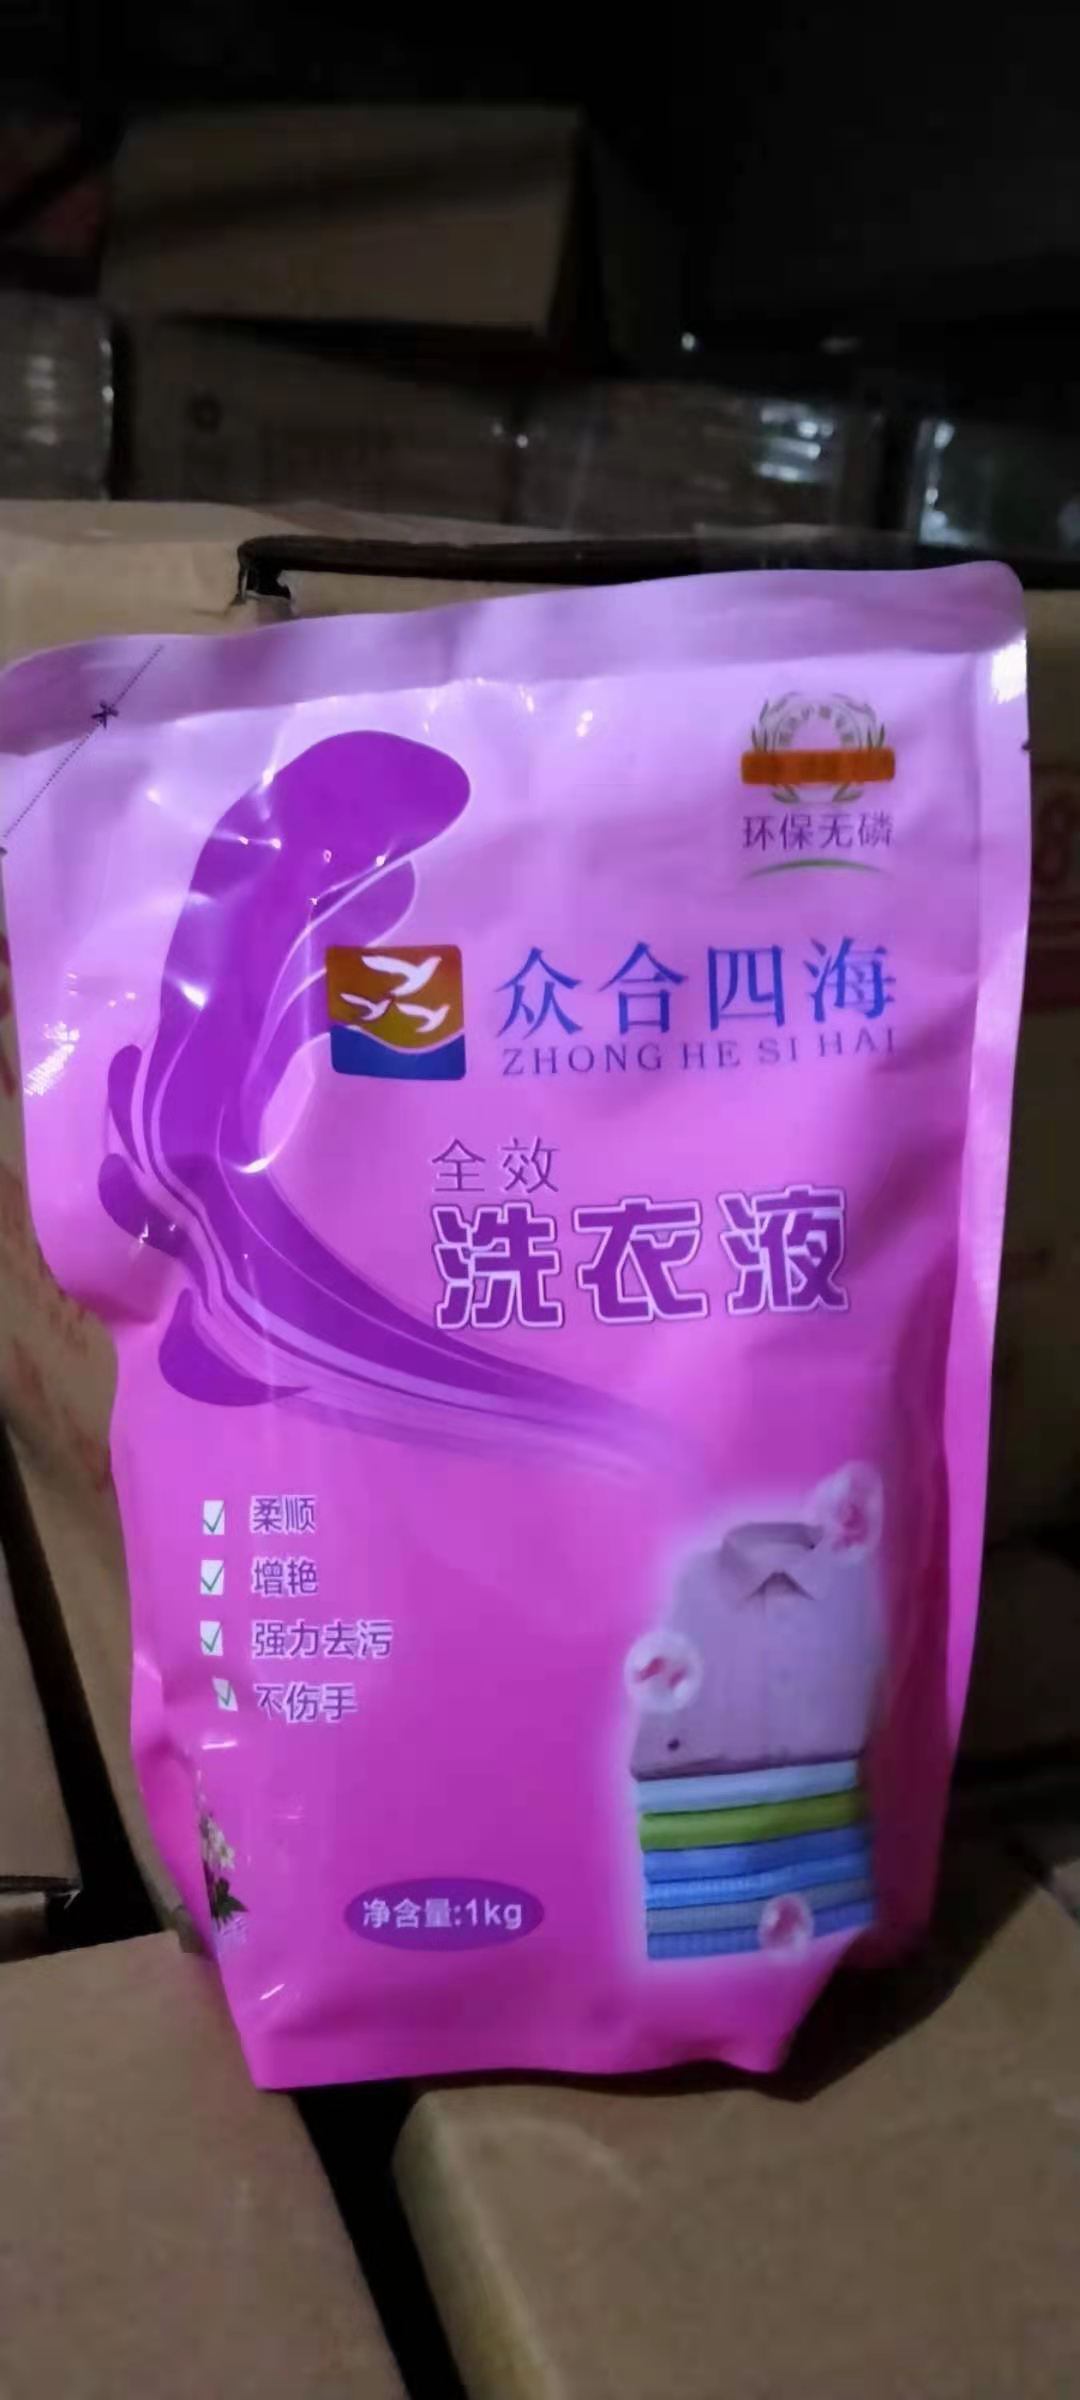 环保无磷
众合四海
ZHONG HE SI HAI
全效
洗衣液
柔顺
增艳
强力去污
不伤手
净含量:1kg